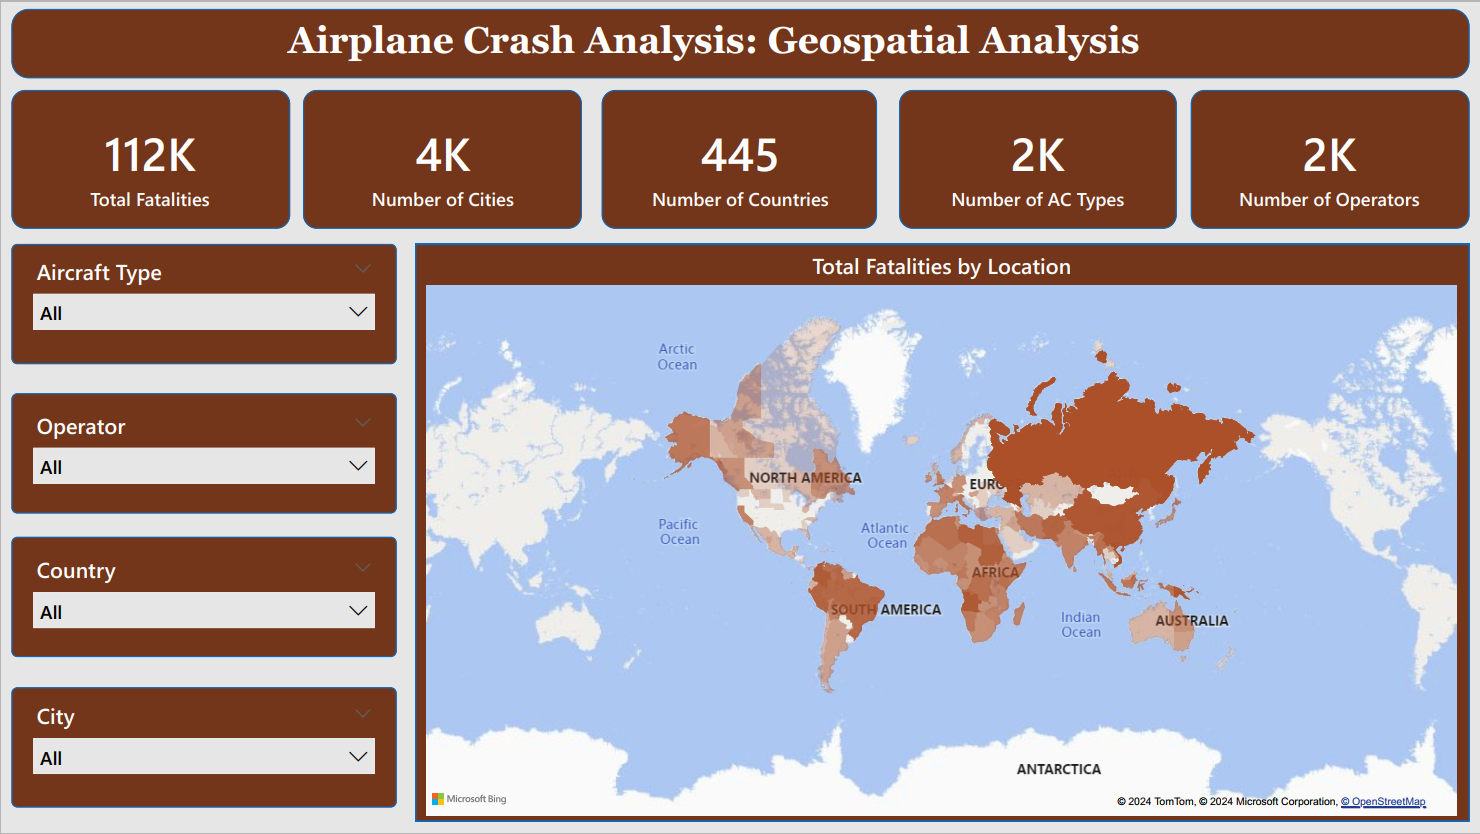 Airplane Crash Analysis: Geospatial Analysis
112K
Total Fatalities
4K
Number of Cities
445
Number of Countries
2K
Number of AC Types
2K
Number of Operators
Aircraft Type
All
Operator
All
Country
All
City
All
Total Fatalities by Location
Arctic
Ocean
NORTH AMERICA
EURO
Pacific
Ocean
Atlantic
Ocean
AFRICA
SOUTH AMERICA
Indian
Ocean
AUSTRALIA
ANTARCTICA
Microsoft Bing
© 2024 TomTom, © 2024 Microsoft Corporation, © OpenStreetMap